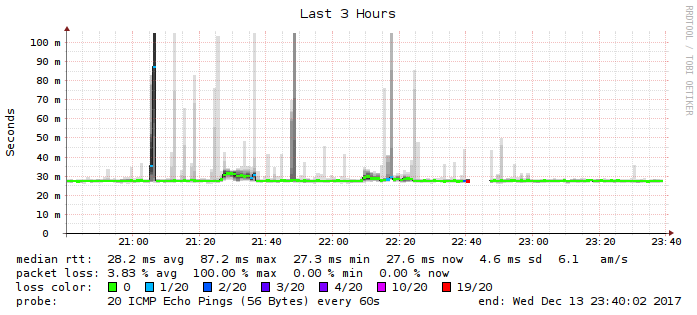 Last 3 Hours
RRDTOOL / TOBI OETIKER
Seconds
100 m
90 m
80 m
70 m
60 m
50 m
40 m
30 m
20 m
10 m
0
21:00 21:20 21:40 22:00 22:20 22:40 23:00 23:20 23:40
median rtt: 28.2 ms avg 87.2 ms max 27.3 ms min 27.6 ms now 4.6 ms sd 6.1 am/s
packet loss: 3.83 % avg 100.00 % max 0.00 % min 0.00 % now
loss color: 0 1/20 2/20 3/20 4/20 10/20 19/20
probe: 20 ICMP Echo Pings (56 Bytes) every 60s end: Wed Dec 13 23:40:02 2017